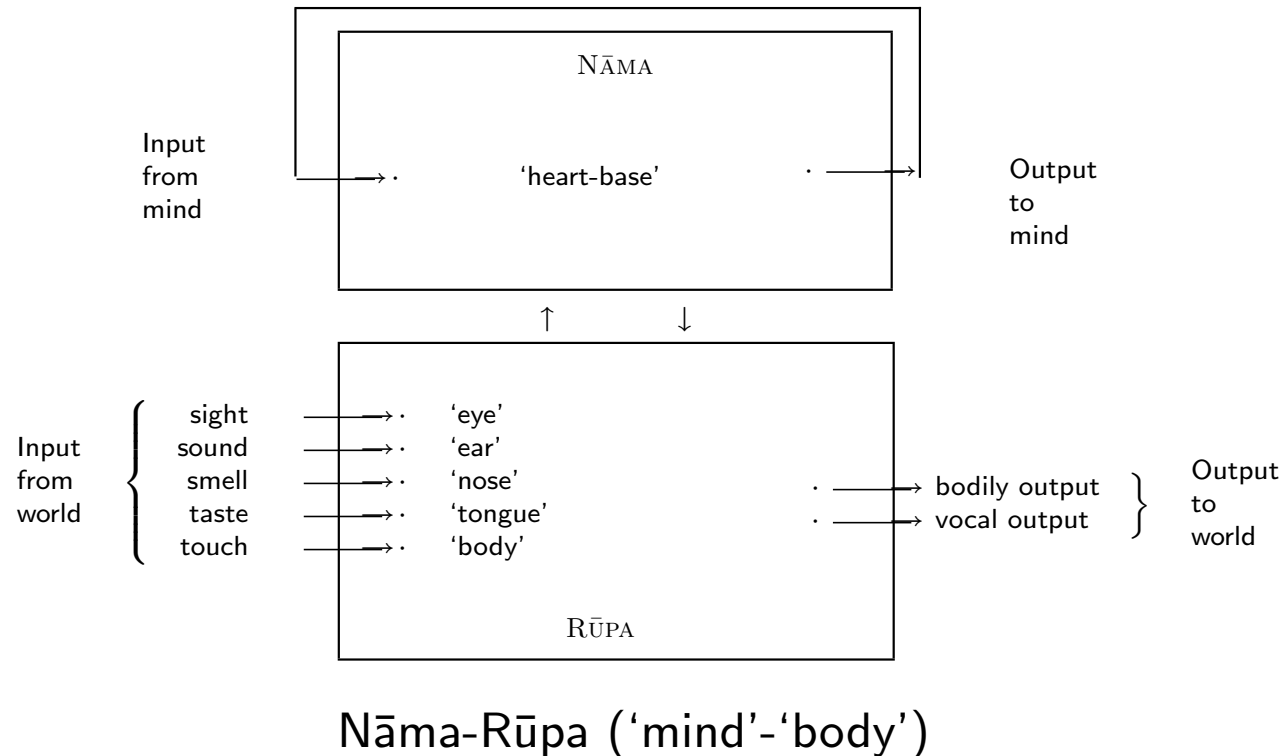 NĀMA
Input
from
mind
‘heart-base’
Output
to
mind
↑ ↓
Input
from
world
sight ‘eye’
sound ‘ear’
smell ‘nose’
taste ‘tongue’
touch ‘body’
bodily output
vocal output
Output
to
world
RŪPA
Nāma-Rūpa (‘mind’-‘body’)